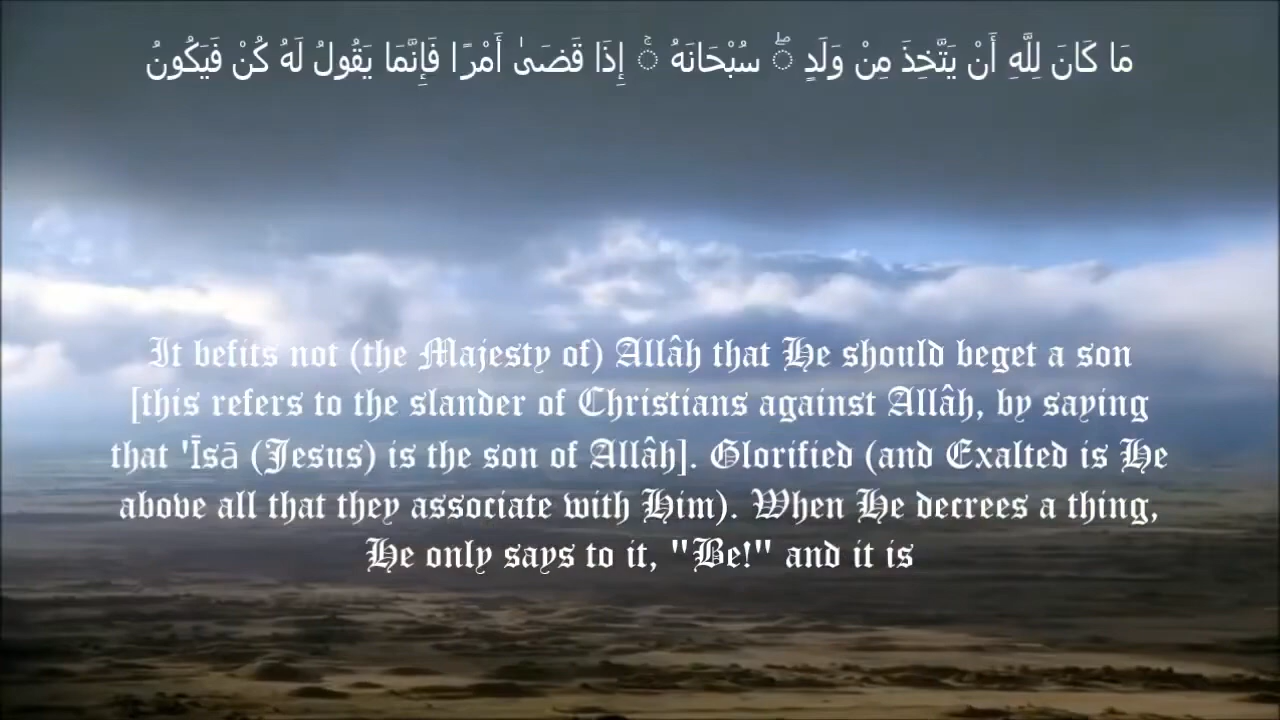 مَا كَانَ لِلَّهِ أَنْ يَتَّخِذَ مِنْ وَلَدٍ ۖ سُبْحَانَهُ ۚ إِذَا قَضَىٰ أَمْرًا فَإِنَّمَا يَقُولُ لَهُ كُنْ فَيَكُونُ
It befits not (the Majesty of) Allâh that He should beget a son
[this refers to the slander of Christians against Allâh, by saying
that 'Īsā (Jesus) is the son of Allâh]. Glorified (and Exalted is He
above all that they associate with Him). When He decrees a thing,
He only says to it, "Be!" and it is